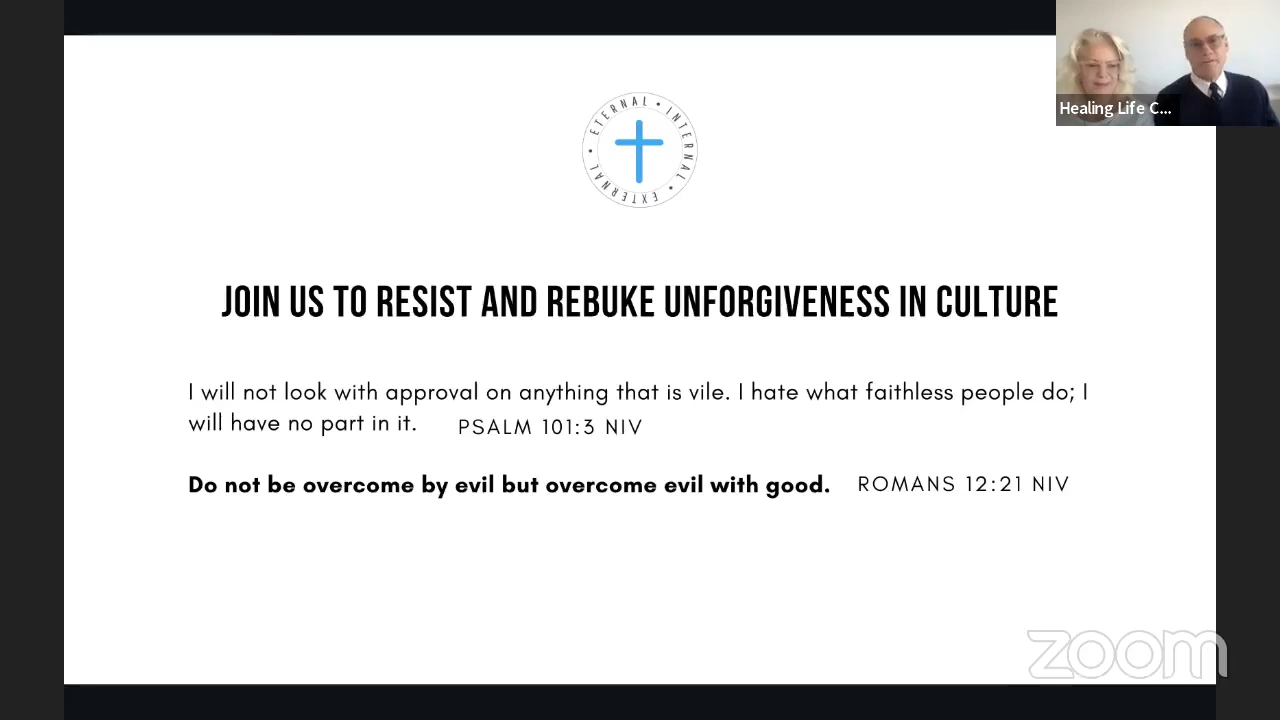 Healing Life C...
ETERNAL • INTERNAL • EXTERNAL •
JOIN US TO RESIST AND REBUKE UNFORGIVENESS IN CULTURE
I will not look with approval on anything that is vile. I hate what faithless people do; I
will have no part in it. PSALM 101:3 NIV
Do not be overcome by evil but overcome evil with good. ROMANS 12:21 NIV
zoom